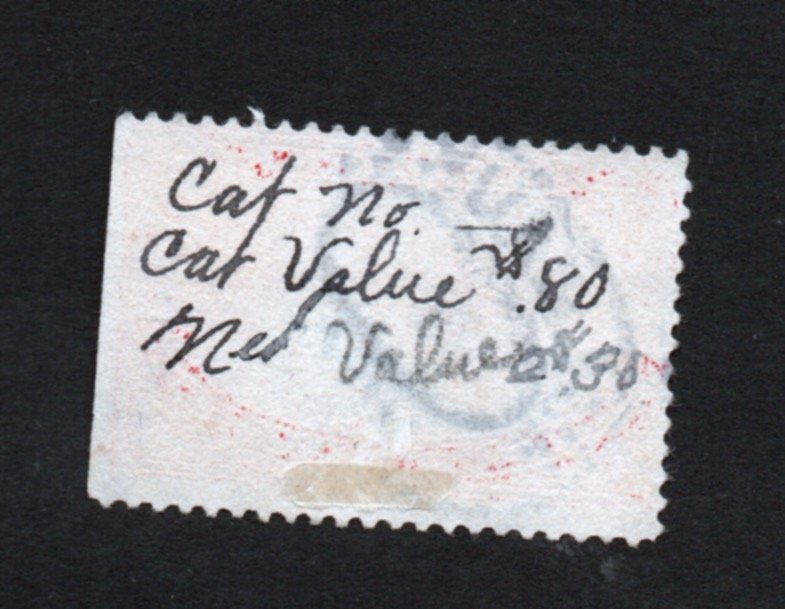 Cat No.
Cat Value $.80
Net Value $.30